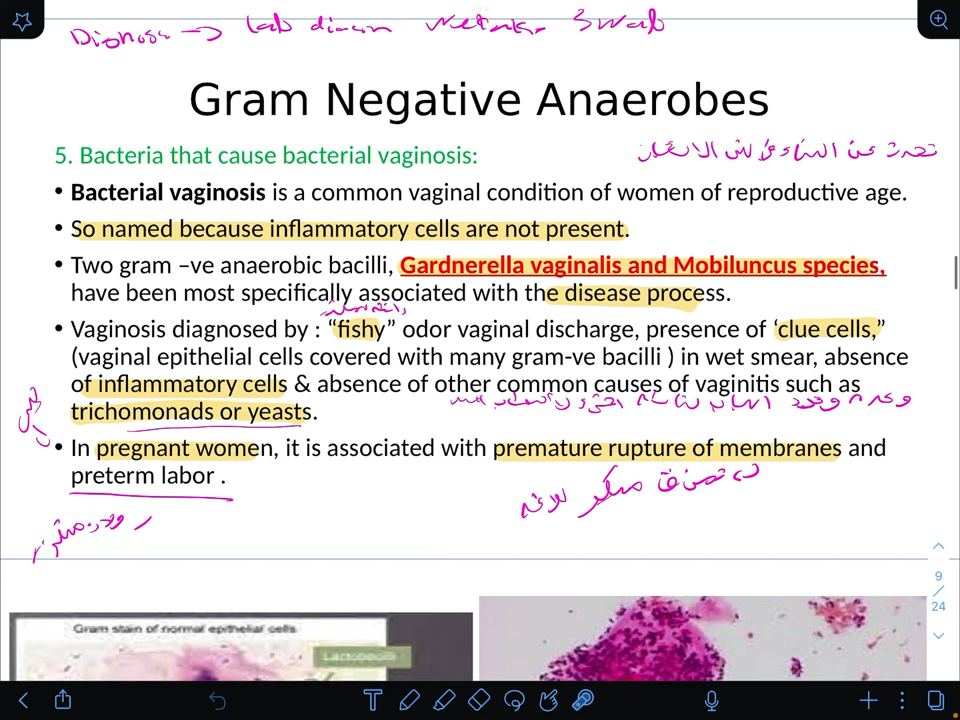 Diagnosis → lab diagn Swab
Gram Negative Anaerobes
5. Bacteria that cause bacterial vaginosis:
• Bacterial vaginosis is a common vaginal condition of women of reproductive age.
• So named because inflammatory cells are not present.
• Two gram –ve anaerobic bacilli, Gardnerella vaginalis and Mobiluncus species,
have been most specifically associated with the disease process.
• Vaginosis diagnosed by : “fishy” odor vaginal discharge, presence of ‘clue cells,”
(vaginal epithelial cells covered with many gram-ve bacilli ) in wet smear, absence
of inflammatory cells & absence of other common causes of vaginitis such as
trichomonads or yeasts.
• In pregnant women, it is associated with premature rupture of membranes and
preterm labor .
9
/
24
Gram stain of normal epithelial cells
Lactobacilli
T